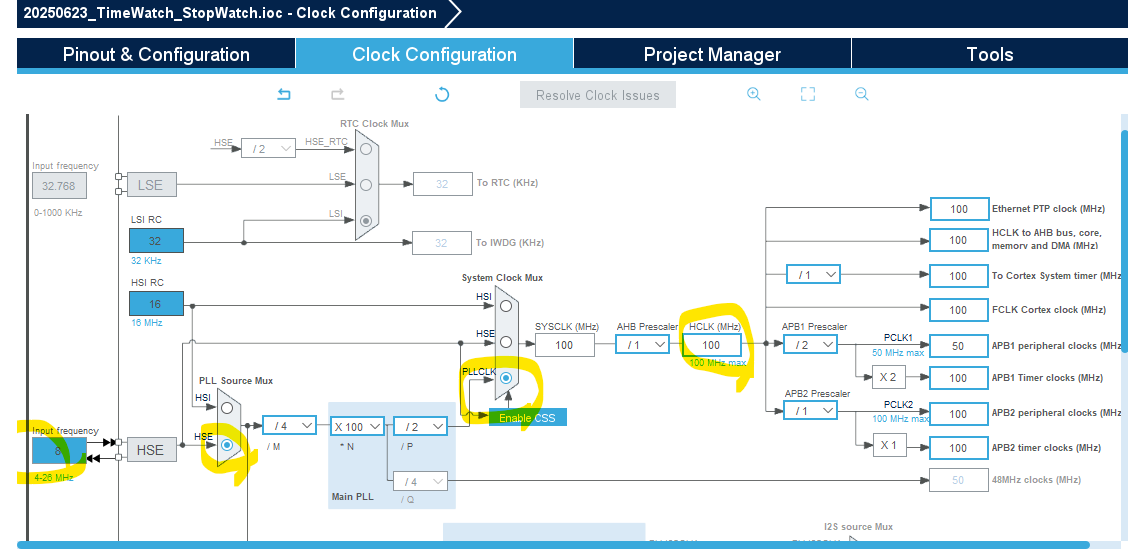 20250623_TimeWatch_StopWatch.ioc - Clock Configuration
Pinout & Configuration
Clock Configuration
Project Manager
Tools
Resolve Clock Issues
RTC Clock Mux
HSE
/ 2
HSE_RTC
Input frequency
32.768
LSE
LSE
32
To RTC (KHz)
0-1000 KHz
LSI RC
LSI
32
32
To IWDG (KHz)
32 KHz
HSI RC
16
16 MHz
System Clock Mux
HSI
HSE
SYSCLK (MHz)
100
AHB Prescaler
/ 1
HCLK (MHz)
100
100 MHz max
PLLCLK
Enable CSS
100
Ethernet PTP clock (MHz)
100
HCLK to AHB bus, core,
memory and DMA (MHz)
/ 1
100
To Cortex System timer (MHz
100
FCLK Cortex clock (MHz)
APB1 Prescaler
/ 2
PCLK1
50 MHz max
50
APB1 peripheral clocks (MHz
X 2
100
APB1 Timer clocks (MHz)
APB2 Prescaler
/ 1
PCLK2
100 MHz max
100
APB2 peripheral clocks (MHz
X 1
100
APB2 timer clocks (MHz)
50
48MHz clocks (MHz)
PLL Source Mux
HSI
HSE
Input frequency
8
HSE
4-26 MHz
/ 4
/ M
X 100
* N
/ 2
/ P
/ 4
/ Q
Main PLL
I2S source Mux